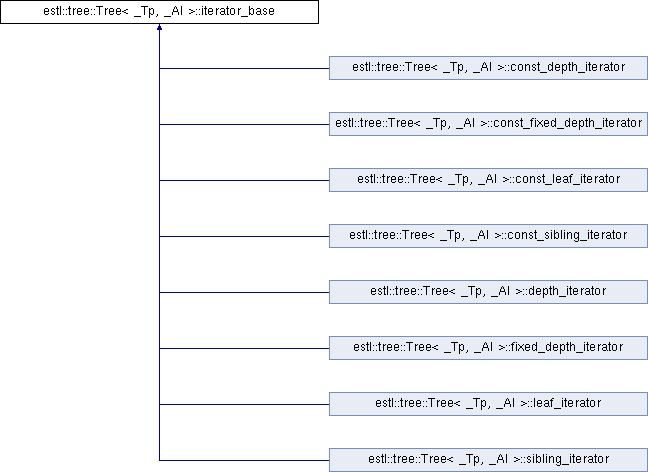 estl::tree::Tree< _Tp, _Al >::iterator_base
estl::tree::Tree< _Tp, _Al >::const_depth_iterator
estl::tree::Tree< _Tp, _Al >::const_fixed_depth_iterator
estl::tree::Tree< _Tp, _Al >::const_leaf_iterator
estl::tree::Tree< _Tp, _Al >::const_sibling_iterator
estl::tree::Tree< _Tp, _Al >::depth_iterator
estl::tree::Tree< _Tp, _Al >::fixed_depth_iterator
estl::tree::Tree< _Tp, _Al >::leaf_iterator
estl::tree::Tree< _Tp, _Al >::sibling_iterator